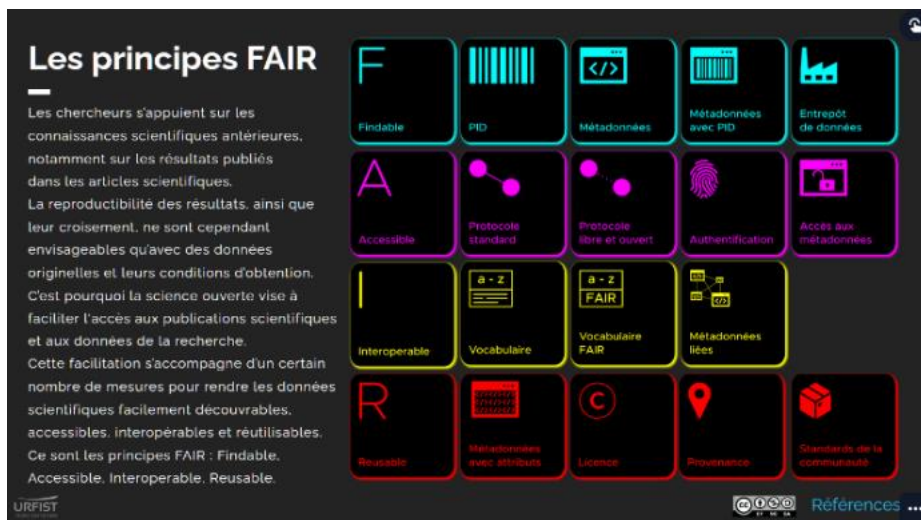 Les principes FAIR
Les chercheurs s'appuient sur les
connaissances scientifiques antérieures,
notamment sur les résultats publiés
dans les articles scientifiques.
La reproductibilité des résultats, ainsi que
leur croisement, ne sont cependant
envisageables qu'avec des données
originelles et leurs conditions d'obtention.
C'est pourquoi la science ouverte vise à
faciliter l'accès aux publications scientifiques
et aux données de la recherche.
Cette facilitation s'accompagne d'un certain
nombre de mesures pour rendre les données
scientifiques facilement découvrables,
accessibles, interopérables et réutilisables.
Ce sont les principes FAIR : Findable,
Accessible, Interoperable, Reusable.
F
Findable
PID
</>
Métadonnées
Métadonnées
avec PID
Entrepôt
de données
A
Accessible
Protocole
standard
Protocole
libre et ouvert
Authentification
Accès aux
métadonnées
I
Interoperable
a - z
Vocabulaire
a - z
FAIR
Vocabulaire
FAIR
Métadonnées
liées
R
Reusable
Métadonnées
avec attributs
C
Licence
Provenance
Standards de la
communauté
URFIST
cc
BY NC SA
Références